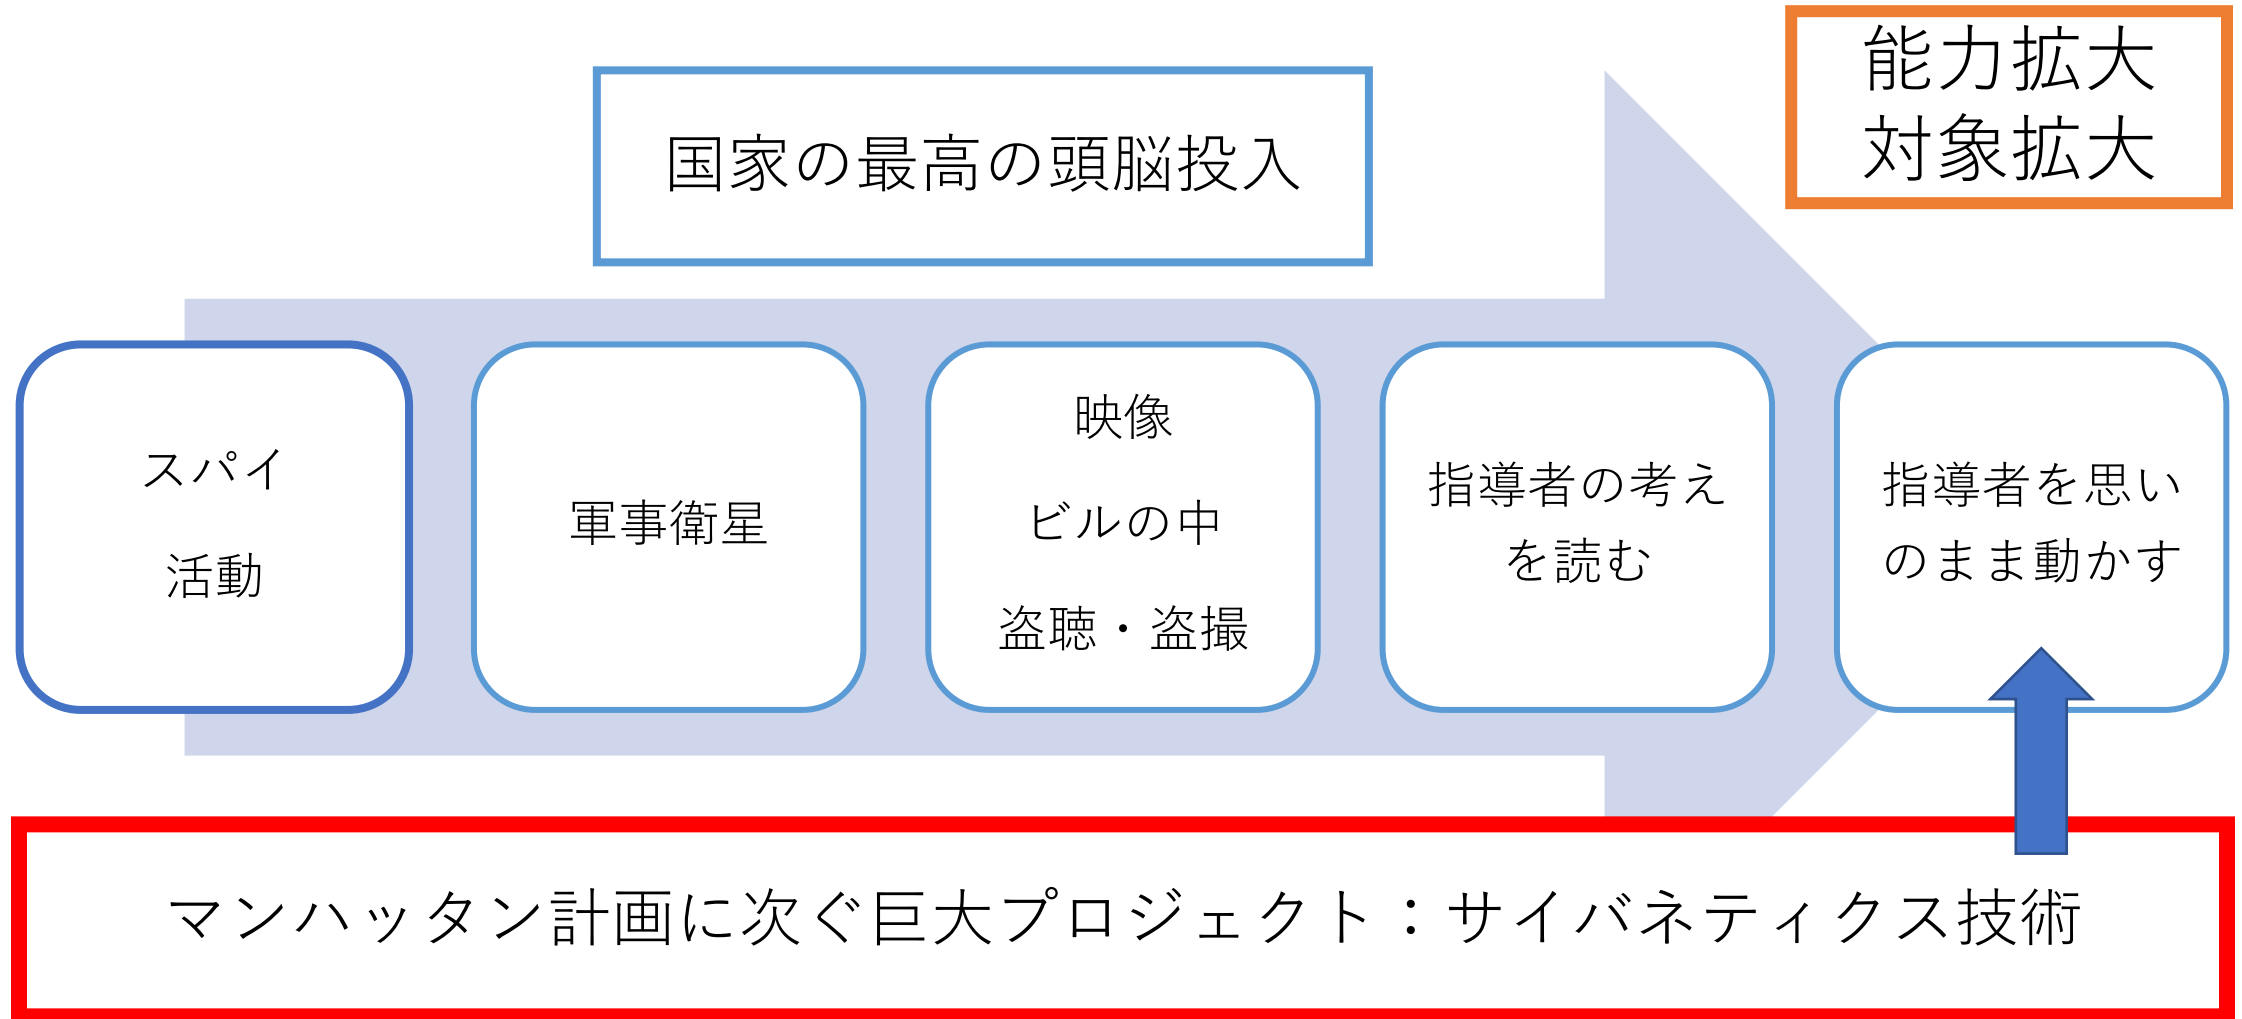 能力拡大
対象拡大
国家の最高の頭脳投入
スパイ
活動
軍事衛星
映像
ビルの中
盗聴・盗撮
指導者の考え
を読む
指導者を思い
のまま動かす
マンハッタン計画に次ぐ巨大プロジェクト：サイバネティクス技術